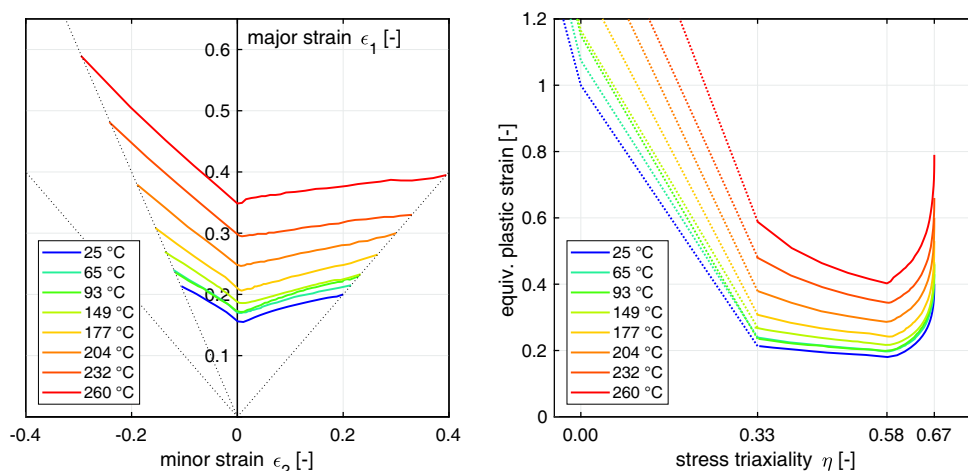 major strain ϵ1 [-]
0.6
0.5
0.4
0.3
0.2
0.1
25 °C
65 °C
93 °C
149 °C
177 °C
204 °C
232 °C
260 °C
-0.4
-0.2
0
0.2
0.4
minor strain ϵ2 [-]
equiv. plastic strain [-]
1.2
1
0.8
0.6
0.4
0.2
0
25 °C
65 °C
93 °C
149 °C
177 °C
204 °C
232 °C
260 °C
0.00
0.33
0.58
0.67
stress triaxiality η [-]